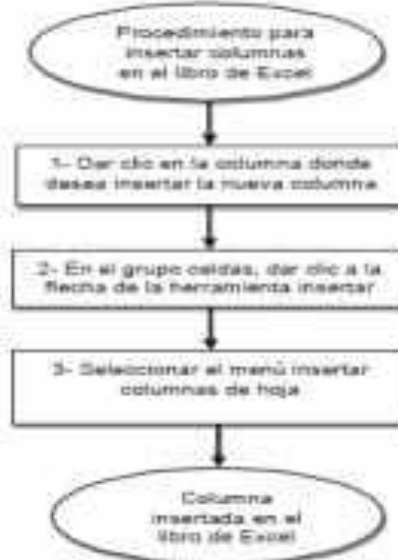 Procedimiento para
insertar columnas
en el libro de Excel
1- Dar clic en la columna donde
desea insertar la nueva columna
2- En el grupo celdas, dar clic a la
flecha de la herramienta insertar
3- Seleccionar el menú insertar
columnas de hoja
Columna
insertada en el
libro de Excel